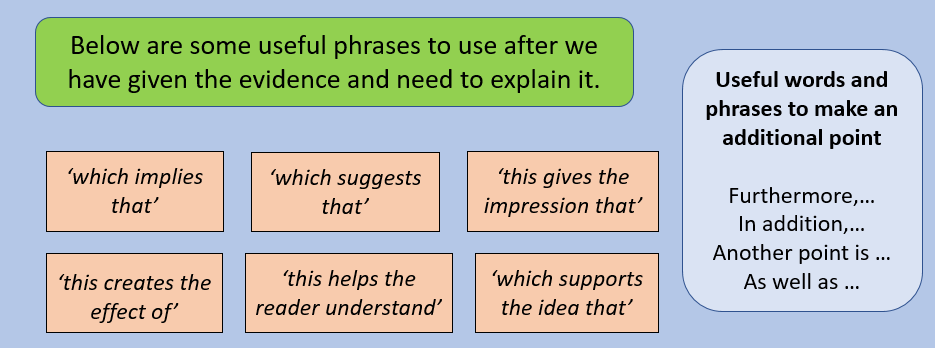 Below are some useful phrases to use after we
have given the evidence and need to explain it.
‘which implies
that’
‘which suggests
that’
‘this gives the
impression that’
‘this creates the
effect of’
‘this helps the
reader understand’
‘which supports
the idea that’
Useful words and
phrases to make an
additional point
Furthermore,...
In addition,...
Another point is ...
As well as ...